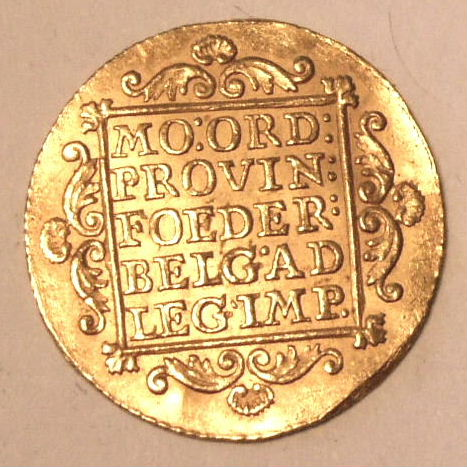 MO:ORD:
PROVIN:
FOEDER:
BELG·AD
LEG·IMP.